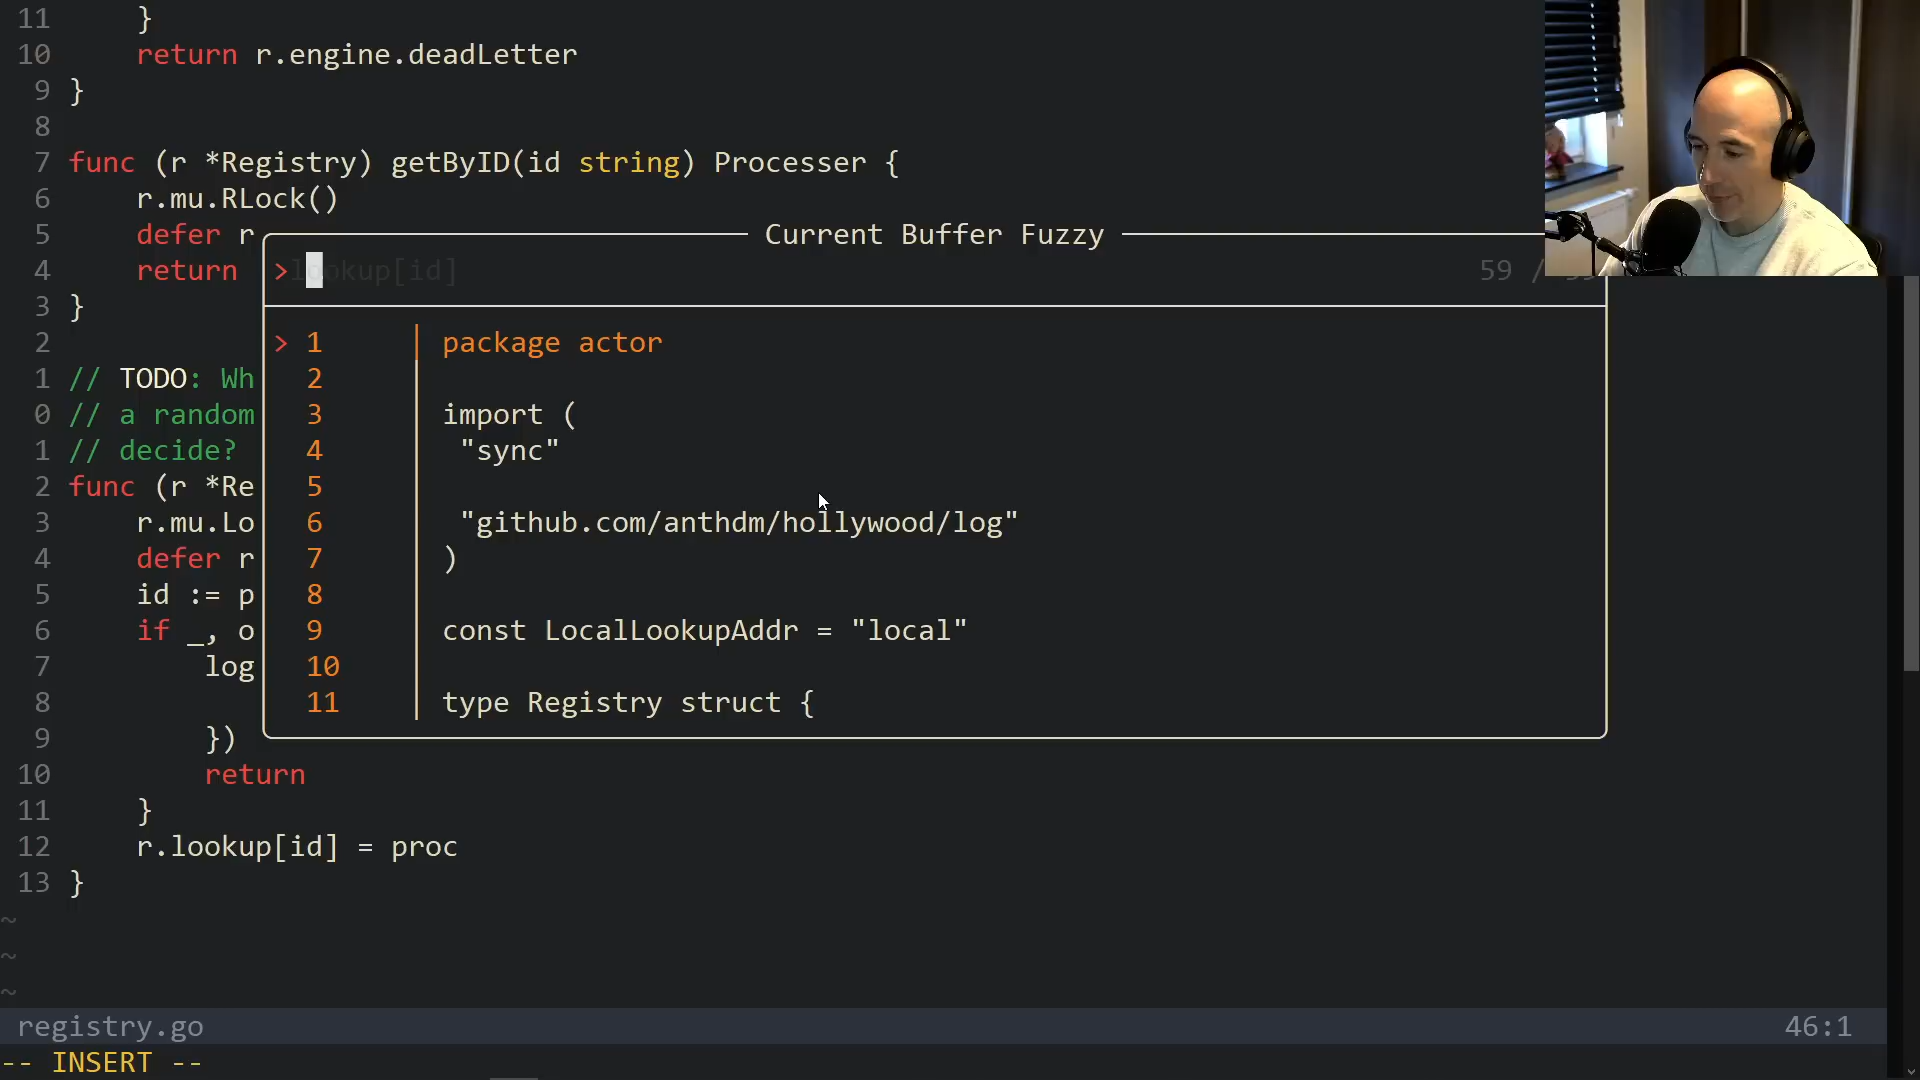 11 }
10 return r.engine.deadLetter
9 }
8
7 func (r *Registry) getByID(id string) Processer {
6 r.mu.RLock()
5 defer r
4 return
3 }
2
1 // TODO: Wh
0 // a random
1 // decide?
2 func (r *Re
3 r.mu.Lo
4 defer r
5 id := p
6 if _, o
7 log
8
9 })
10 return
11 }
12 r.lookup[id] = proc
13 }
~
~
~
Current Buffer Fuzzy
> lookup[id] 59 /
> 1 | package actor
2 |
3 | import (
4 | "sync"
5 |
6 | "github.com/anthdm/hollywood/log"
7 | )
8 |
9 | const LocalLookupAddr = "local"
10 |
11 | type Registry struct {
registry.go 46:1
-- INSERT --